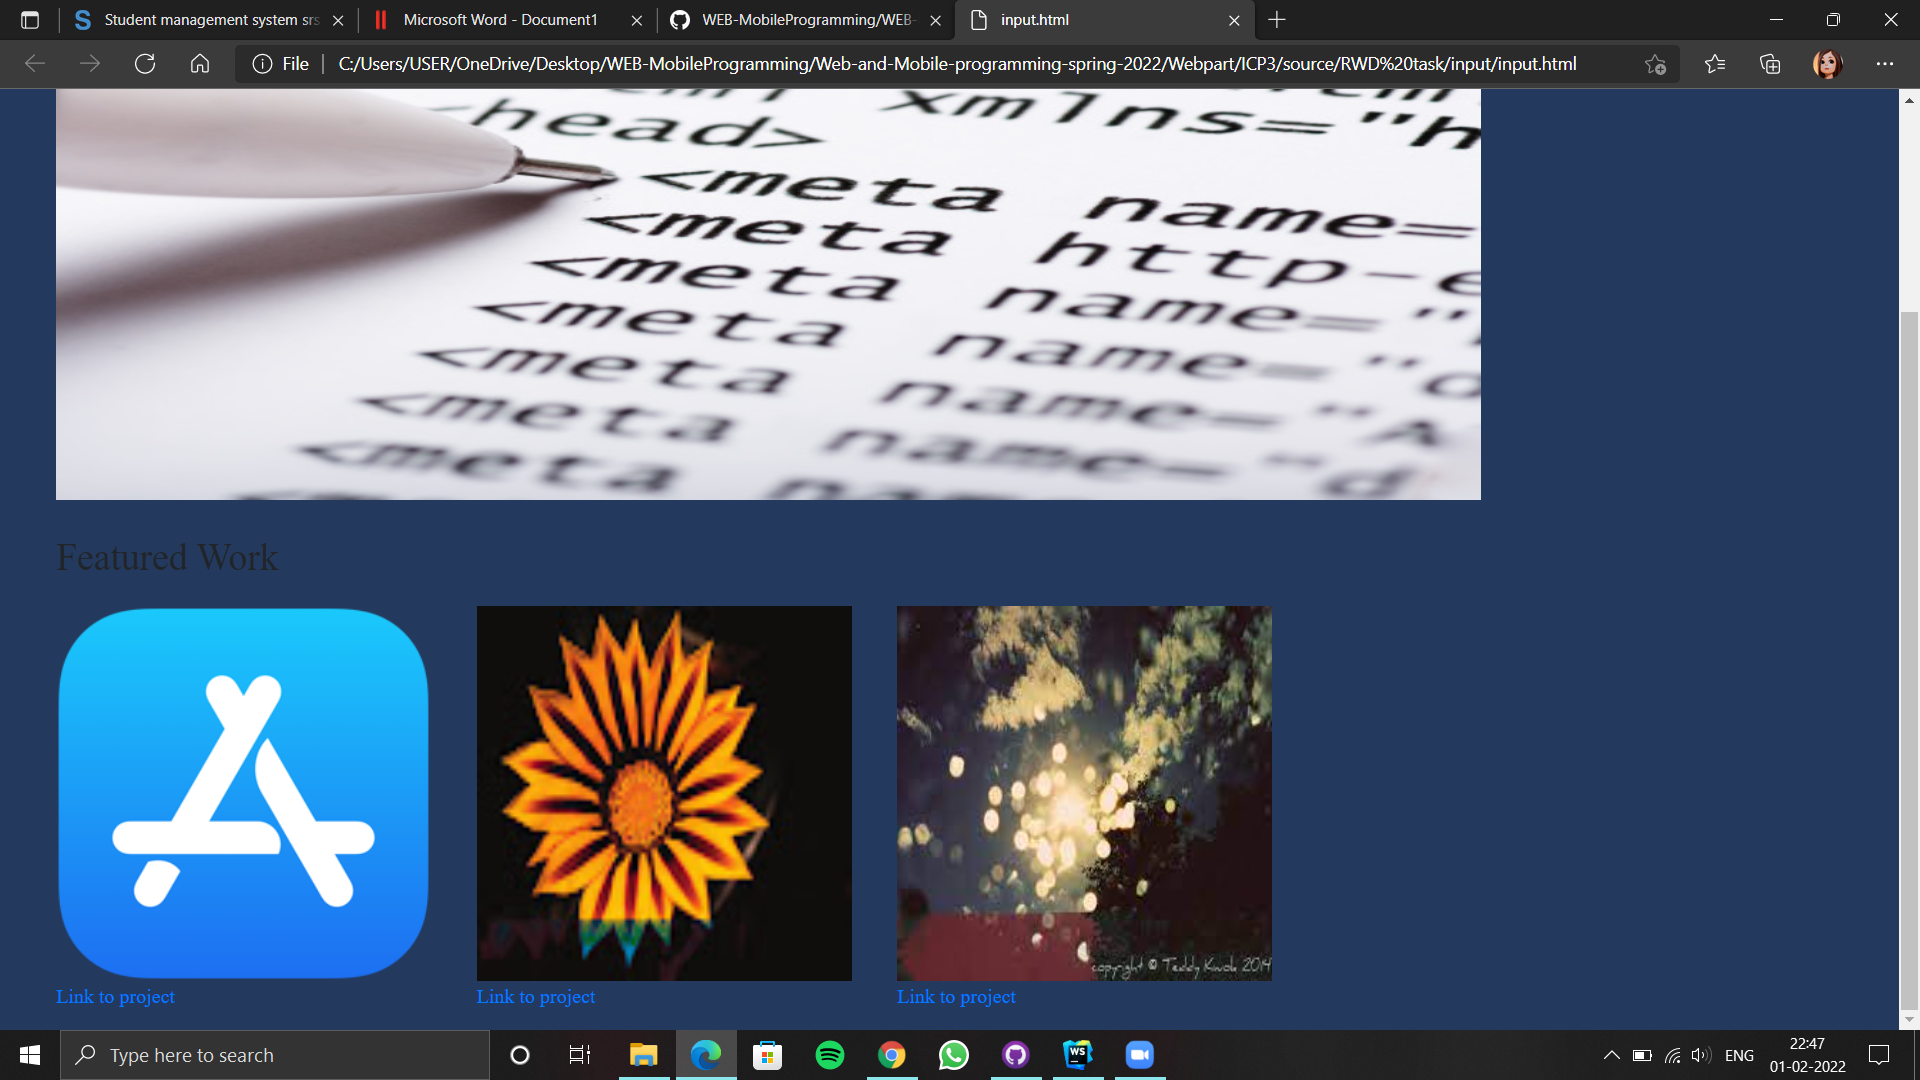 Student management system srs
Microsoft Word - Document1
WEB-MobileProgramming/WEB-
input.html
File
C:/Users/USER/OneDrive/Desktop/WEB-MobileProgramming/Web-and-Mobile-programming-spring-2022/Webpart/ICP3/source/RWD%20task/input/input.html
xmlns="h
<head>
<meta name=
<meta http-e
<meta name="
<meta name="d
<meta name="A
<meta name="d
<meta
Featured Work
copyright © Teddy Kwok 2014
Link to project
Link to project
Link to project
Type here to search
WS
ENG
22:47
01-02-2022